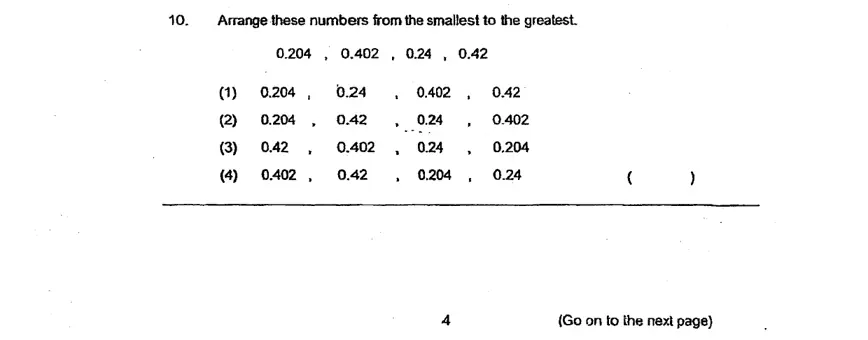 10. Arrange these numbers from the smallest to the greatest.
0.204 , 0.402 , 0.24 , 0.42
(1) 0.204 , 0.24 , 0.402 , 0.42
(2) 0.204 , 0.42 , 0.24 , 0.402
(3) 0.42 , 0.402 , 0.24 , 0.204
(4) 0.402 , 0.42 , 0.204 , 0.24 ( )
4 (Go on to the next page)